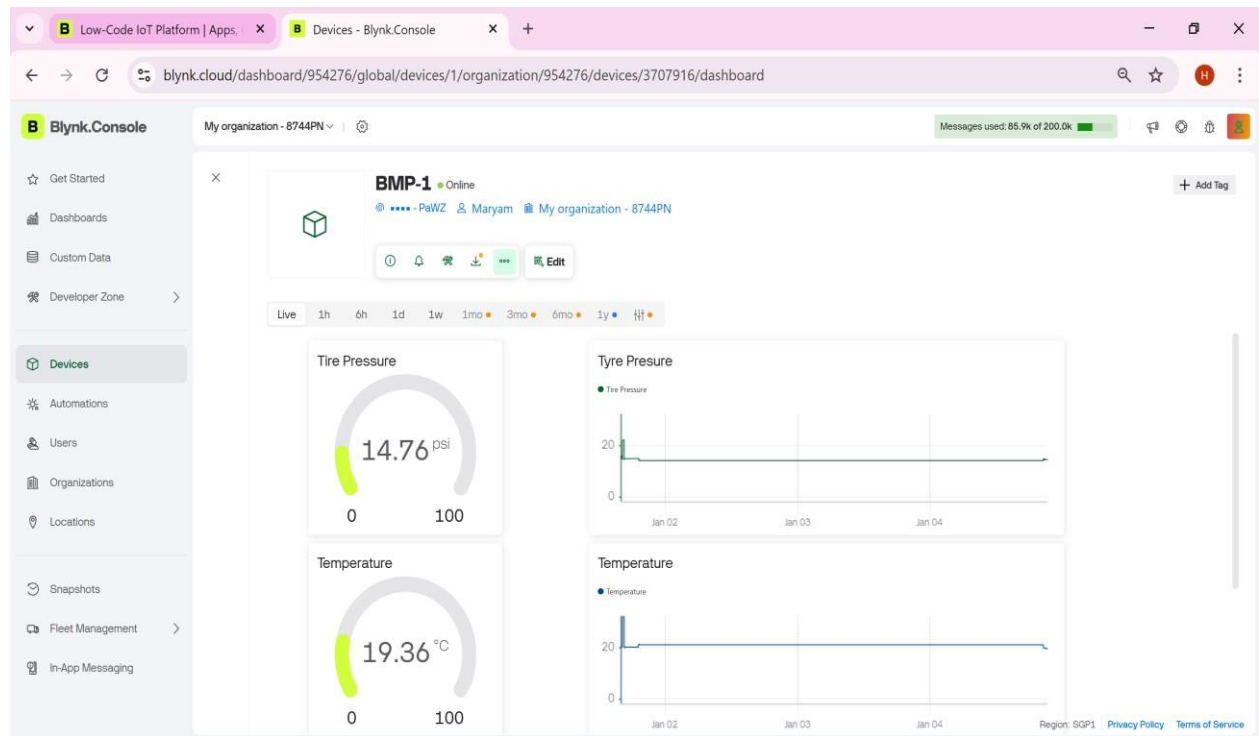 B Low-Code IoT Platform | Apps,
B Devices - Blynk.Console
blynk.cloud/dashboard/954276/global/devices/1/organization/954276/devices/3707916/dashboard
H
B Blynk.Console
My organization - 8744PN
Messages used: 85.9k of 200.0k
Get Started
Dashboards
Custom Data
Developer Zone
Devices
Automations
Users
Organizations
Locations
Snapshots
Fleet Management
In-App Messaging
BMP-1 Online
•••• - PaWZ Maryam My organization - 8744PN
+ Add Tag
Edit
Live 1h 6h 1d 1w 1mo 3mo 6mo 1y
Tire Pressure
14.76 psi
0 100
Tyre Presure
Tire Pressure
20
0
Jan 02 Jan 03 Jan 04
Temperature
19.36 °C
0 100
Temperature
Temperature
20
0
Jan 02 Jan 03 Jan 04
Region: SGP1 Privacy Policy Terms of Service